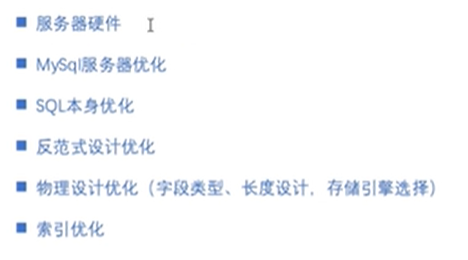 服务器硬件
MySql服务器优化
SQL本身优化
反范式设计优化
物理设计优化（字段类型、长度设计，存储引擎选择）
索引优化